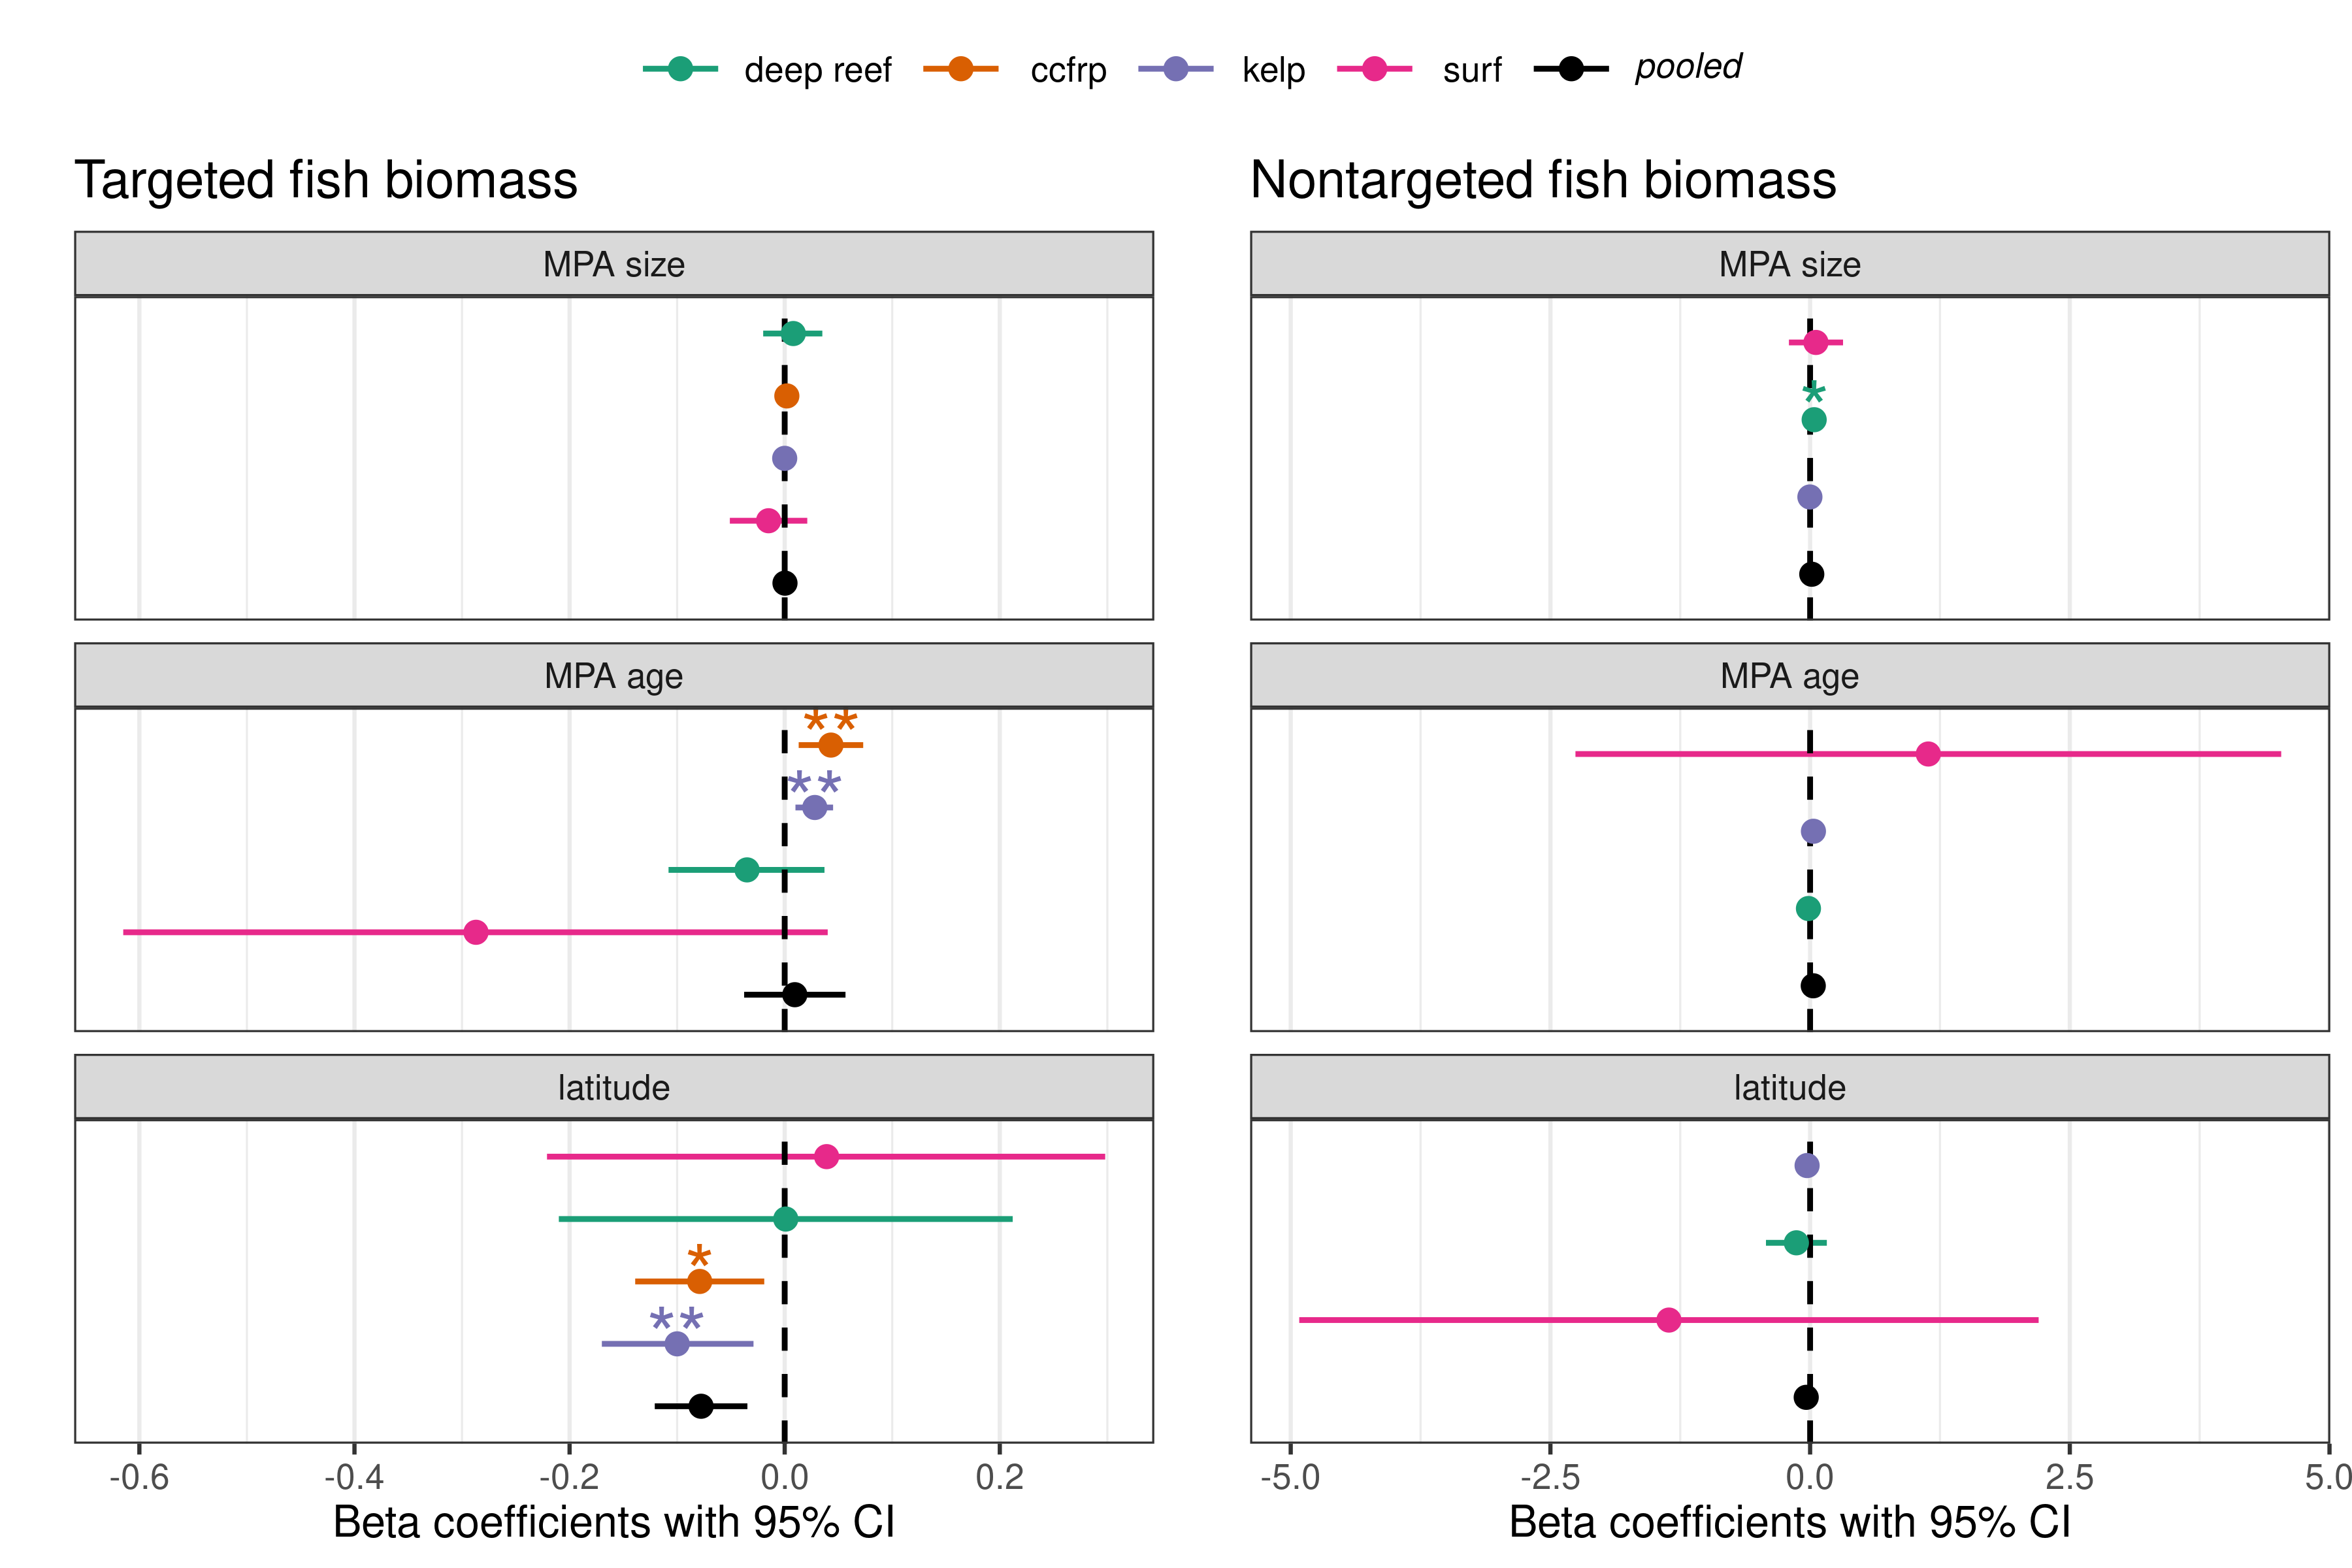 deep reef ccfrp kelp surf pooled
Targeted fish biomass
MPA size
**
MPA age
**
**
latitude
*
**
-0.6 -0.4 -0.2 0.0 0.2
Beta coefficients with 95% CI
Nontargeted fish biomass
MPA size
*
MPA age
latitude
-5.0 -2.5 0.0 2.5 5.0
Beta coefficients with 95% CI